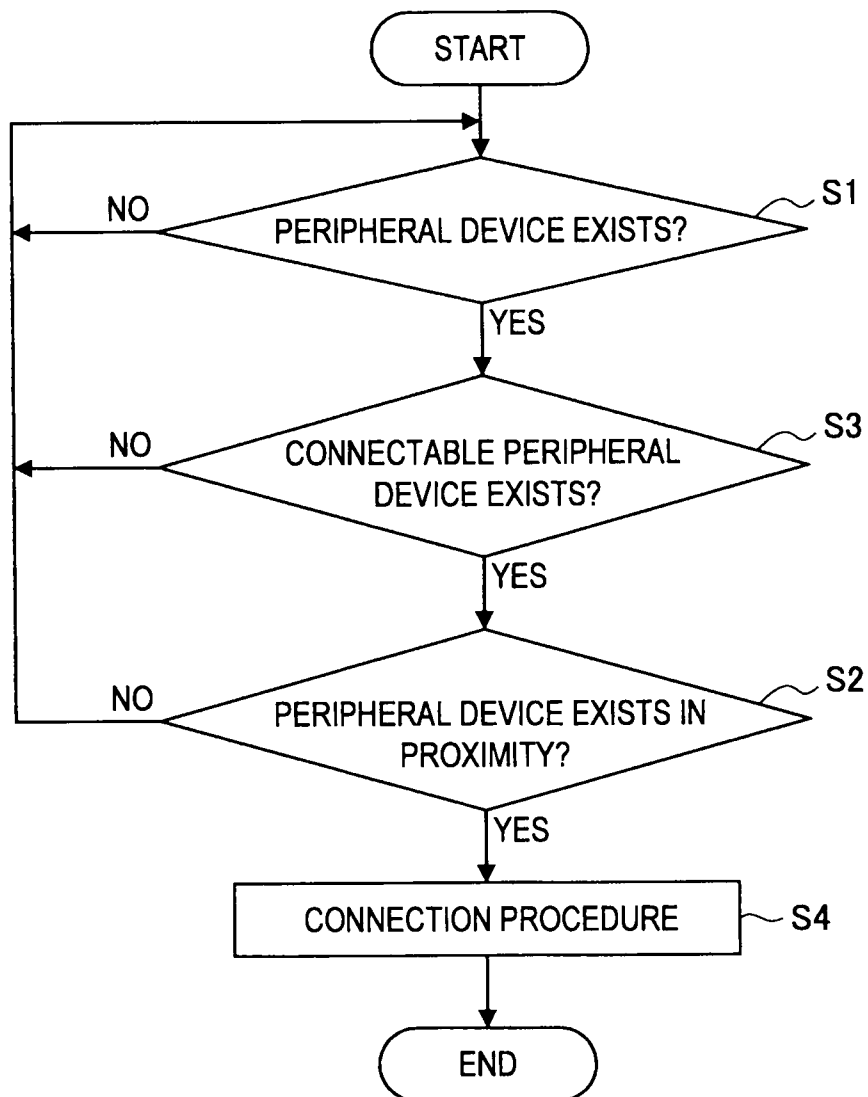 START
S1
NO
PERIPHERAL DEVICE EXISTS?
YES
S3
NO
CONNECTABLE PERIPHERAL
DEVICE EXISTS?
YES
S2
NO
PERIPHERAL DEVICE EXISTS IN
PROXIMITY?
YES
CONNECTION PROCEDURE
S4
END